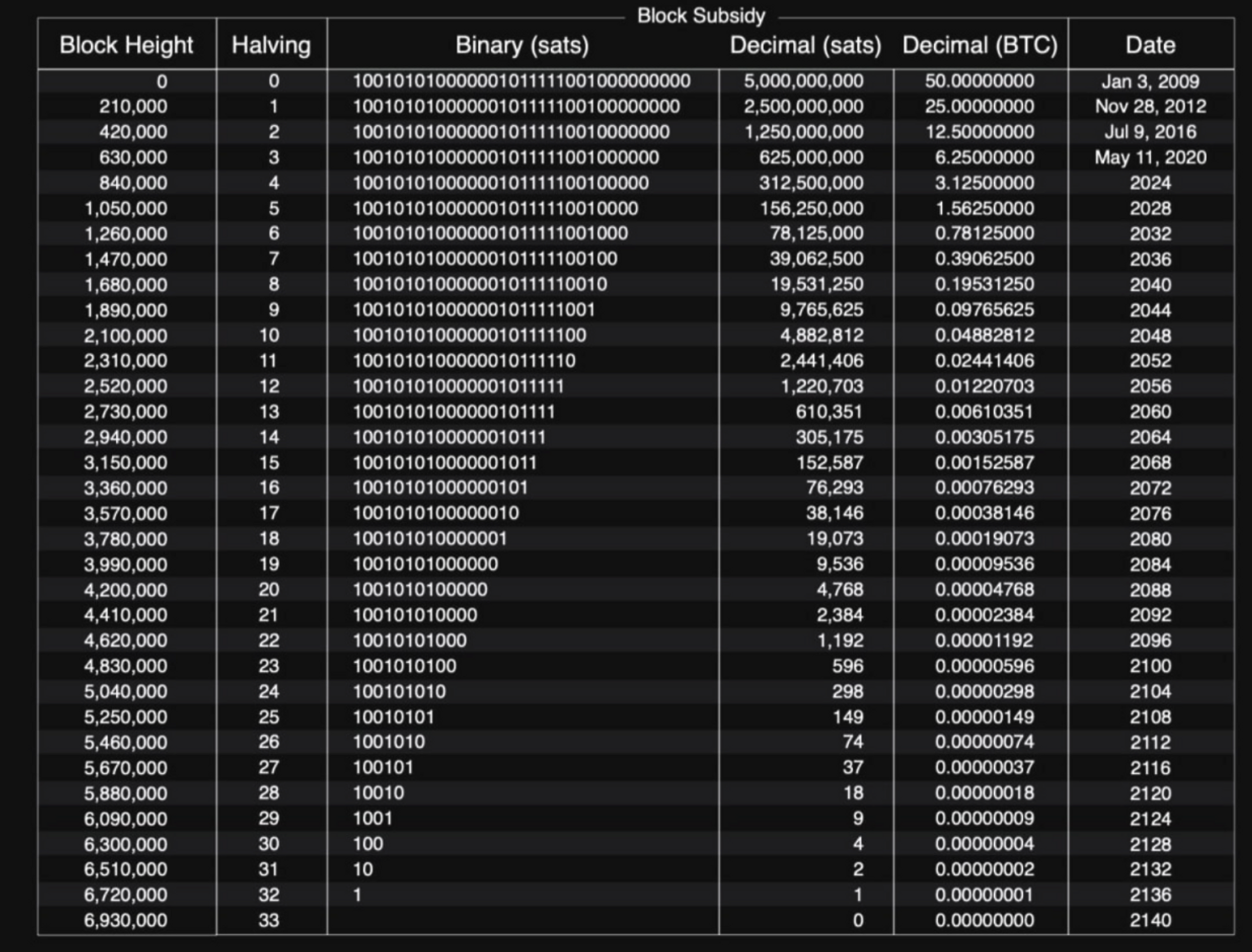 Block Subsidy
Block Height Halving Binary (sats) Decimal (sats) Decimal (BTC) Date
0 0 100101010000001011111001000000000 5,000,000,000 50.00000000 Jan 3, 2009
210,000 1 10010101000000101111100100000000 2,500,000,000 25.00000000 Nov 28, 2012
420,000 2 1001010100000010111110010000000 1,250,000,000 12.50000000 Jul 9, 2016
630,000 3 100101010000001011111001000000 625,000,000 6.25000000 May 11, 2020
840,000 4 10010101000000101111100100000 312,500,000 3.12500000 2024
1,050,000 5 1001010100000010111110010000 156,250,000 1.56250000 2028
1,260,000 6 100101010000001011111001000 78,125,000 0.78125000 2032
1,470,000 7 10010101000000101111100100 39,062,500 0.39062500 2036
1,680,000 8 1001010100000010111110010 19,531,250 0.19531250 2040
1,890,000 9 100101010000001011111001 9,765,625 0.09765625 2044
2,100,000 10 10010101000000101111100 4,882,812 0.04882812 2048
2,310,000 11 1001010100000010111110 2,441,406 0.02441406 2052
2,520,000 12 100101010000001011111 1,220,703 0.01220703 2056
2,730,000 13 10010101000000101111 610,351 0.00610351 2060
2,940,000 14 1001010100000010111 305,175 0.00305175 2064
3,150,000 15 100101010000001011 152,587 0.00152587 2068
3,360,000 16 10010101000000101 76,293 0.00076293 2072
3,570,000 17 1001010100000010 38,146 0.00038146 2076
3,780,000 18 100101010000001 19,073 0.00019073 2080
3,990,000 19 10010101000000 9,536 0.00009536 2084
4,200,000 20 1001010100000 4,768 0.00004768 2088
4,410,000 21 100101010000 2,384 0.00002384 2092
4,620,000 22 10010101000 1,192 0.00001192 2096
4,830,000 23 1001010100 596 0.00000596 2100
5,040,000 24 100101010 298 0.00000298 2104
5,250,000 25 10010101 149 0.00000149 2108
5,460,000 26 1001010 74 0.00000074 2112
5,670,000 27 100101 37 0.00000037 2116
5,880,000 28 10010 18 0.00000018 2120
6,090,000 29 1001 9 0.00000009 2124
6,300,000 30 100 4 0.00000004 2128
6,510,000 31 10 2 0.00000002 2132
6,720,000 32 1 1 0.00000001 2136
6,930,000 33 0 0.00000000 2140